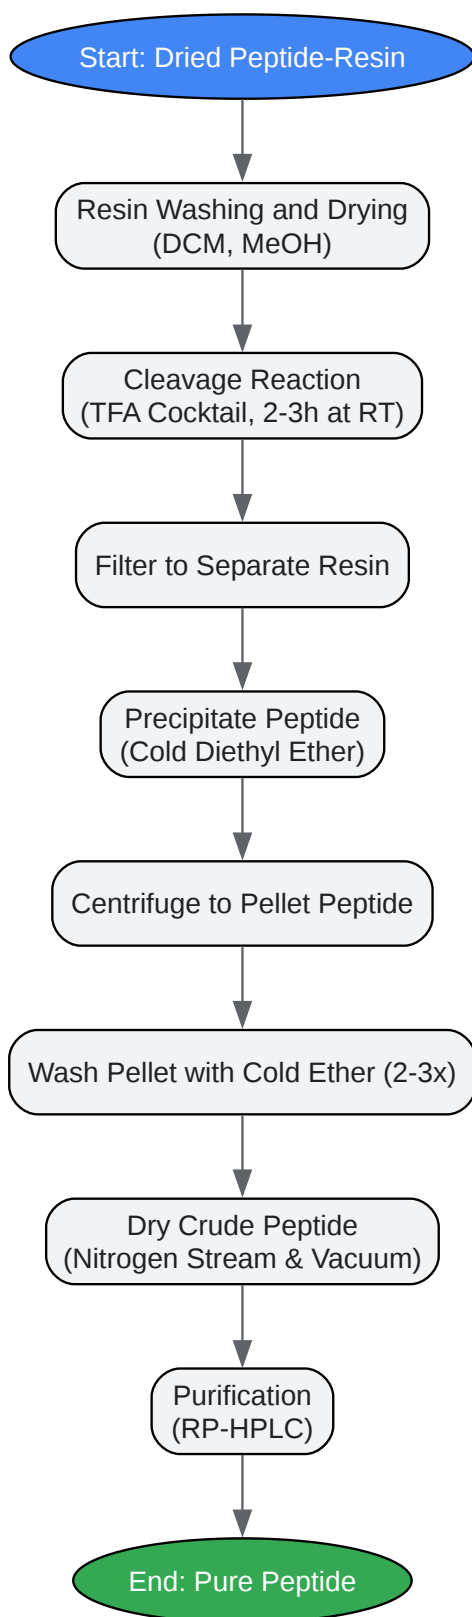 Start: Dried Peptide-Resin
Resin Washing and Drying
(DCM, MeOH)
Cleavage Reaction
(TFA Cocktail, 2-3h at RT)
Filter to Separate Resin
Precipitate Peptide
(Cold Diethyl Ether)
Centrifuge to Pellet Peptide
Wash Pellet with Cold Ether (2-3x)
Dry Crude Peptide
(Nitrogen Stream & Vacuum)
Purification
(RP-HPLC)
End: Pure Peptide